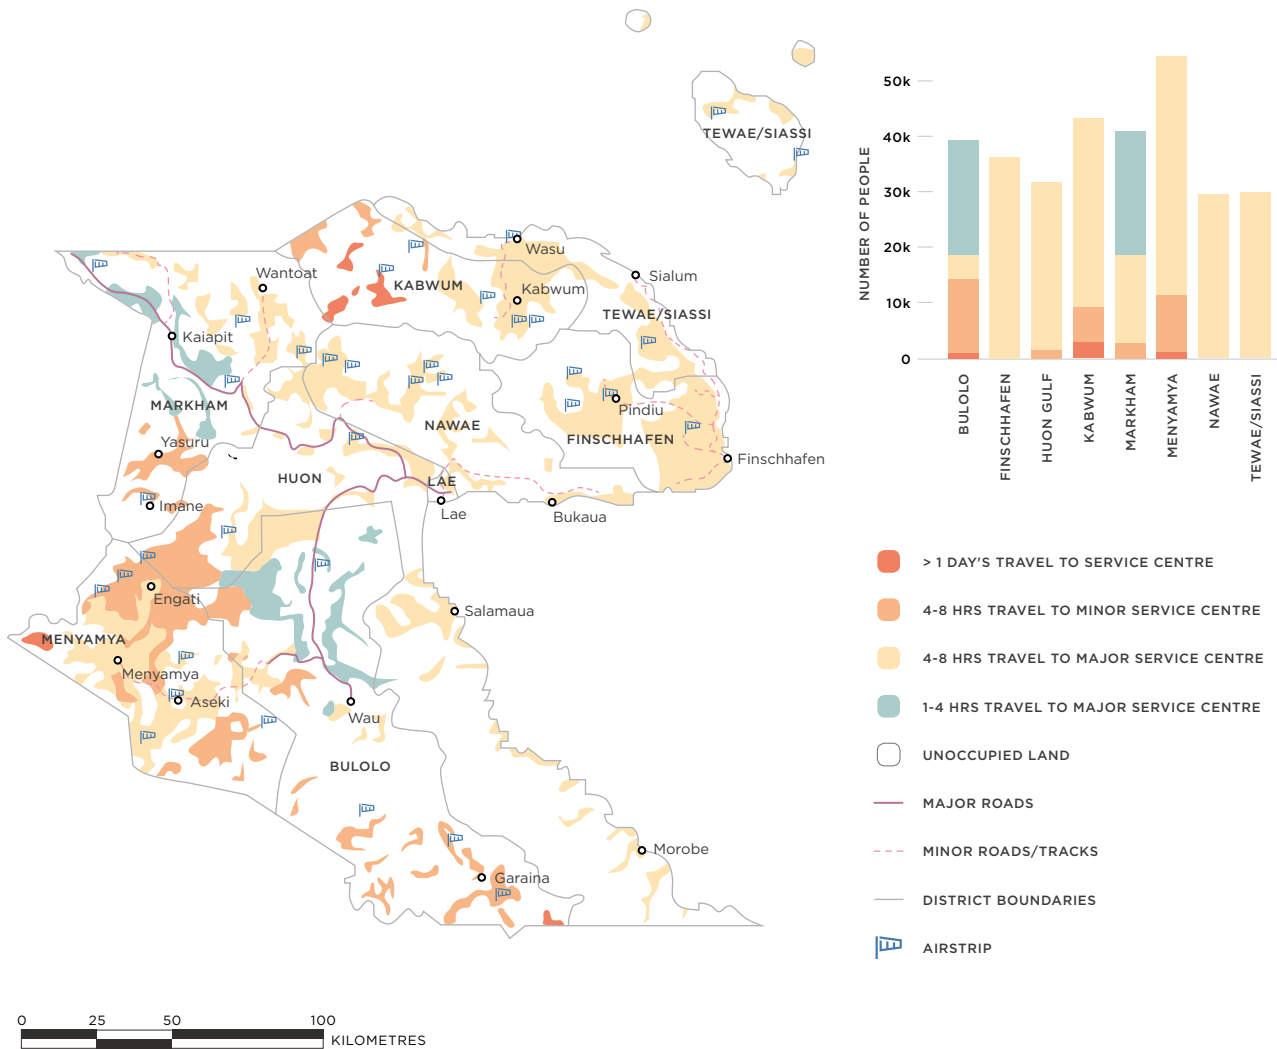 TEWAE/SIASSI
Wasu
Sialum
Wantoat
KABWUM
Kabwum
TEWAE/SIASSI
Kaiapit
MARKHAM
Pindiu
NAWAE
FINSCHHAFEN
Yasuru
Finschhafen
HUON
LAE
Imane
Lae
Bukaua
Engati
Salamaua
MENYAMYA
Menyamya
Aseki
Wau
BULOLO
Morobe
Garaina
0 25 50 100
KILOMETRES
NUMBER OF PEOPLE
50k
40k
30k
20k
10k
0
BULOLO
FINSCHHAFEN
HUON GULF
KABWUM
MARKHAM
MENYAMYA
NAWAE
TEWAE/SIASSI
> 1 DAY'S TRAVEL TO SERVICE CENTRE
4-8 HRS TRAVEL TO MINOR SERVICE CENTRE
4-8 HRS TRAVEL TO MAJOR SERVICE CENTRE
1-4 HRS TRAVEL TO MAJOR SERVICE CENTRE
UNOCCUPIED LAND
MAJOR ROADS
MINOR ROADS/TRACKS
DISTRICT BOUNDARIES
AIRSTRIP